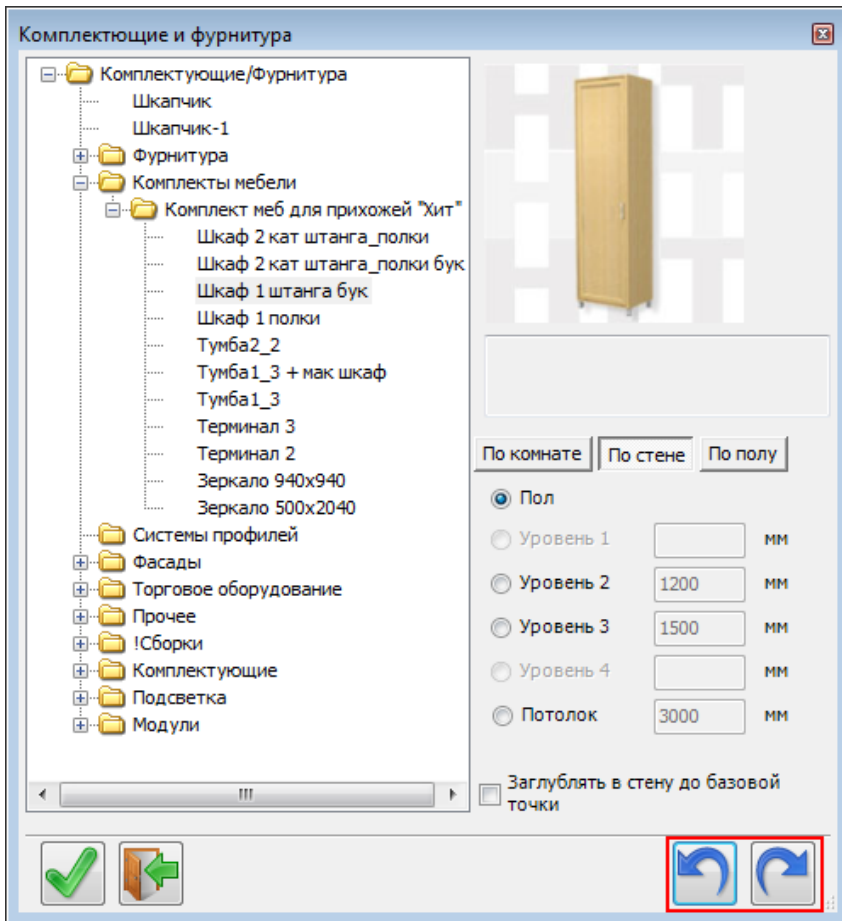 Комплектющие и фурнитура
Комплектующие/Фурнитура
Шкапчик
Шкапчик-1
Фурнитура
Комплекты мебели
Комплект меб для прихожей "Хит"
Шкаф 2 кат штанга_полки
Шкаф 2 кат штанга_полки бук
Шкаф 1 штанга бук
Шкаф 1 полки
Тумба2_2
Тумба1_3 + мак шкаф
Тумба1_3
Терминал 3
Терминал 2
Зеркало 940х940
Зеркало 500х2040
Системы профилей
Фасады
Торговое оборудование
Прочее
!Сборки
Комплектующие
Подсветка
Модули
По комнате По стене По полу
Пол
Уровень 1 мм
Уровень 2 1200 мм
Уровень 3 1500 мм
Уровень 4 мм
Потолок 3000 мм
Заглублять в стену до базовой
точки